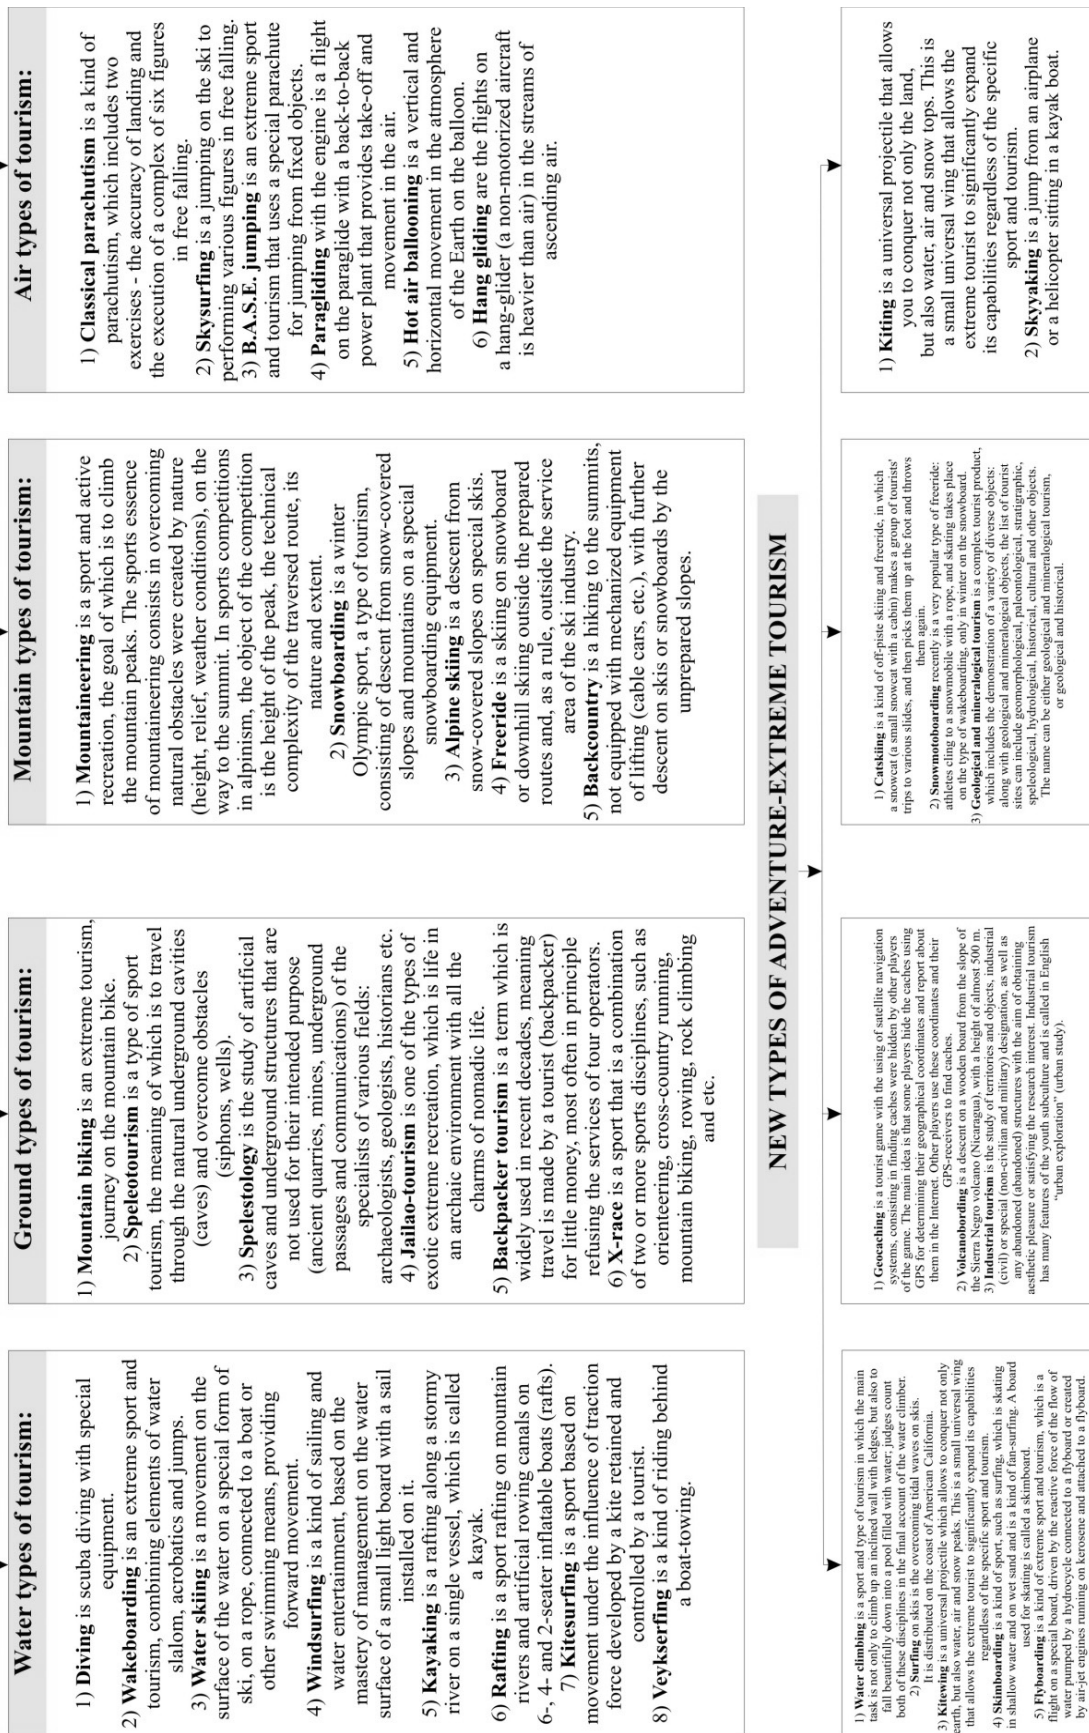 Water types of tourism:
1) Diving is scuba diving with special
equipment.
2) Wakeboarding is an extreme sport and
tourism, combining elements of water
slalom, acrobatics and jumps.
3) Water skiing is a movement on the
surface of the water on a special form of
ski, on a rope, connected to a boat or
other swimming means, providing
forward movement.
4) Windsurfing is a kind of sailing and
water entertainment, based on the
mastery of management on the water
surface of a small light board with a sail
installed on it.
5) Kayaking is a rafting along a stormy
river on a single vessel, which is called
a kayak.
6) Rafting is a sport rafting on mountain
rivers and artificial rowing canals on
6-, 4- and 2-seater inflatable boats (rafts).
7) Kitesurfing is a sport based on
movement under the influence of traction
force developed by a kite retained and
controlled by a tourist.
8) Veykserfing is a kind of riding behind
a boat-towing.
Ground types of tourism:
1) Mountain biking is an extreme tourism,
journey on the mountain bike.
2) Speleotourism is a type of sport
tourism, the meaning of which is to travel
through the natural underground cavities
(caves) and overcome obstacles
(siphons, wells).
3) Spelestology is the study of artificial
caves and underground structures that are
not used for their intended purpose
(ancient quarries, mines, underground
passages and communications) of the
specialists of various fields:
archaeologists, geologists, historians etc.
4) Jailao-tourism is one of the types of
exotic extreme recreation, which is life in
an archaic environment with all the
charms of nomadic life.
5) Backpacker tourism is a term which is
widely used in recent decades, meaning
travel is made by a tourist (backpacker)
for little money, most often in principle
refusing the services of tour operators.
6) X-race is a sport that is a combination
of two or more sports disciplines, such as
orienteering, cross-country running,
mountain biking, rowing, rock climbing
and etc.
Mountain types of tourism:
1) Mountaineering is a sport and active
recreation, the goal of which is to climb
the mountain peaks. The sports essence
of mountaineering consists in overcoming
natural obstacles were created by nature
(height, relief, weather conditions), on the
way to the summit. In sports competitions
in alpinism, the object of the competition
is the height of the peak, the technical
complexity of the traversed route, its
nature and extent.
2) Snowboarding is a winter
Olympic sport, a type of tourism,
consisting of descent from snow-covered
slopes and mountains on a special
snowboarding equipment.
3) Alpine skiing is a descent from
snow-covered slopes on special skis.
4) Freeride is a skiing on snowboard
or downhill skiing outside the prepared
routes and, as a rule, outside the service
area of the ski industry.
5) Backcountry is a hiking to the summits,
not equipped with mechanized equipment
of lifting (cable cars, etc.), with further
descent on skis or snowboards by the
unprepared slopes.
Air types of tourism:
1) Classical parachutism is a kind of
parachutism, which includes two
exercises - the accuracy of landing and
the execution of a complex of six figures
in free falling.
2) Skysurfing is a jumping on the ski to
performing various figures in free falling.
3) B.A.S.E. jumping is an extreme sport
and tourism that uses a special parachute
for jumping from fixed objects.
4) Paragliding with the engine is a flight
on the paraglide with a back-to-back
power plant that provides take-off and
movement in the air.
5) Hot air ballooning is a vertical and
horizontal movement in the atmosphere
of the Earth on the balloon.
6) Hang gliding are the flights on
a hang-glider (a non-motorized aircraft
is heavier than air) in the streams of
ascending air.
NEW TYPES OF ADVENTURE-EXTREME TOURISM
1) Water climbing is a sport and type of tourism in which the main
task is not only to climb up an inclined wall with ledges, but also to
fall beautifully down into a pool filled with water; judges count
both of these disciplines in the final account of the water climber.
2) Surfing on skis is the overcoming tidal waves on skis.
It is distributed on the coast of American California.
3) Kitewing is a universal projectile which allows to conquer not only
earth, but also water, air and snow peaks. This is a small universal wing
that allows the extreme tourist to significantly expand its capabilities
regardless of the specific sport and tourism.
4) Skimboarding is a kind of sport, such as surfing, which is skating
in shallow water and on wet sand and is a kind of fan-surfing. A board
used for skating is called a skimboard.
5) Flyboarding is a kind of extreme sport and tourism, which is a
flight on a special board, driven by the reactive force of the flow of
water pumped by a hydrocycle connected to a flyboard or created
by air-jet engines running on kerosene and attached to a flyboard.
1) Geocaching is a tourist game with the using of satellite navigation
systems, consisting in finding caches were hidden by other players
of the game. The main idea is that some players hide the caches using
GPS for determining their geographical coordinates and report about
them in the Internet. Other players use these coordinates and their
GPS-receivers to find caches.
2) Volcanobording is a descent on a wooden board from the slope of
the Sierra Negro volcano (Nicaragua), with a height of almost 500 m.
3) Industrial tourism is the study of territories and objects, industrial
(civil) or special (non-civilian and military) designation, as well as
any abandoned (abandoned) structures with the aim of obtaining
aesthetic pleasure or satisfying the research interest. Industrial tourism
has many features of the youth subculture and is called in English
“urban exploration” (urban study).
1) Catskiing is a kind of off-piste skiing and freeride, in which
a snowcat (a small snowcat with a cabin) makes a group of tourists'
trips to various slides, and then picks them up at the foot and throws
them again.
2) Snowmotoboarding recently is a very popular type of freeride:
athletes cling to a snowmobile with a rope, and skating takes place
on the type of wakeboarding, only in winter on the snowboard.
3) Geological and mineralogical tourism is a complex tourist product,
which includes the demonstration of a variety of diverse objects:
along with geological and mineralogical objects, the list of tourist
sites can include geomorphological, paleontological, stratigraphic,
speleological, hydrological, historical, cultural and other objects.
The name can be either geological and mineralogical tourism,
or geological and historical.
1) Kiting is a universal projectile that allows
you to conquer not only the land,
but also water, air and snow tops. This is
a small universal wing that allows the
extreme tourist to significantly expand
its capabilities regardless of the specific
sport and tourism.
2) Skyyaking is a jump from an airplane
or a helicopter sitting in a kayak boat.